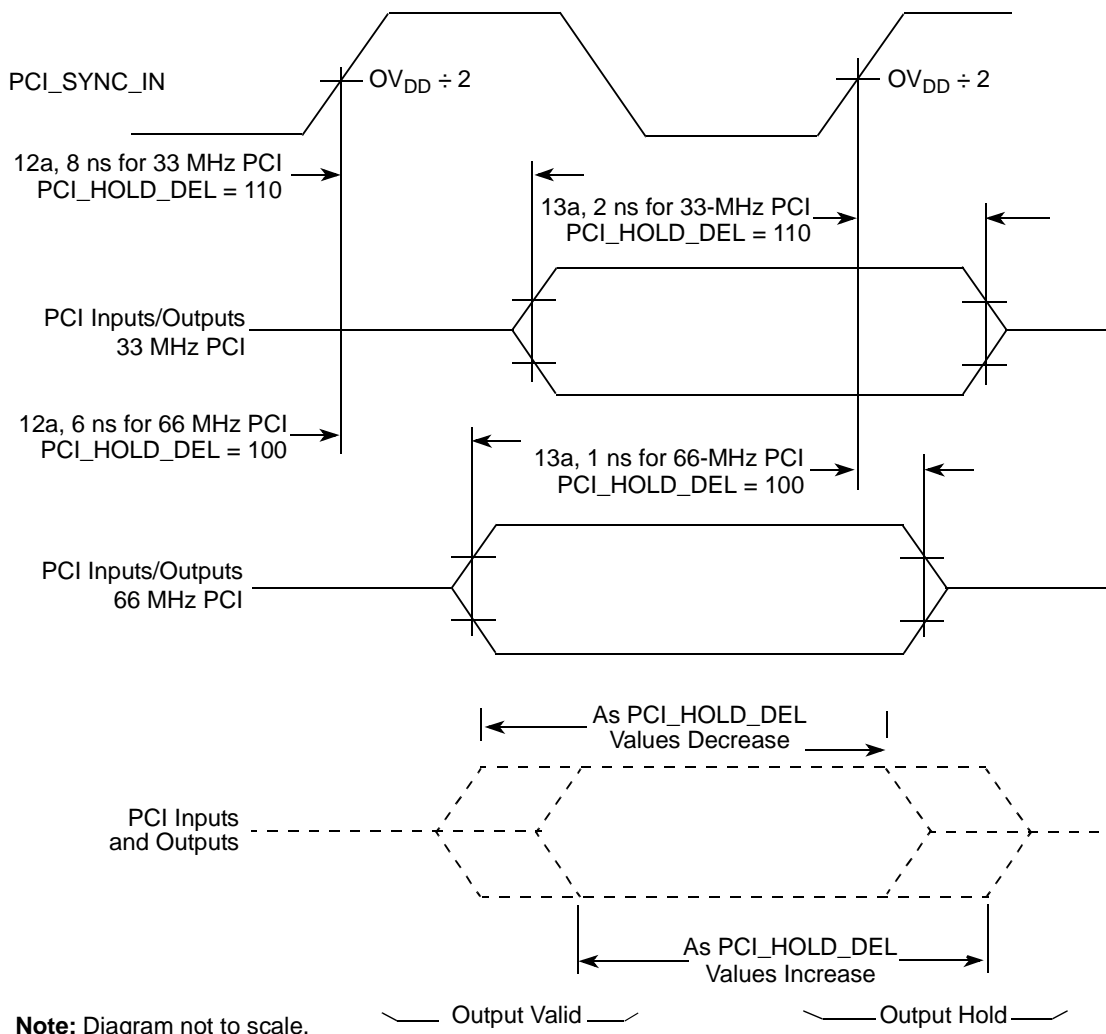 PCI_SYNC_IN
OVDD ÷ 2
OVDD ÷ 2
12a, 8 ns for 33 MHz PCI
PCI_HOLD_DEL = 110
13a, 2 ns for 33-MHz PCI
PCI_HOLD_DEL = 110
PCI Inputs/Outputs
33 MHz PCI
12a, 6 ns for 66 MHz PCI
PCI_HOLD_DEL = 100
13a, 1 ns for 66-MHz PCI
PCI_HOLD_DEL = 100
PCI Inputs/Outputs
66 MHz PCI
As PCI_HOLD_DEL
Values Decrease
PCI Inputs
and Outputs
As PCI_HOLD_DEL
Values Increase
Note: Diagram not to scale.
Output Valid
Output Hold